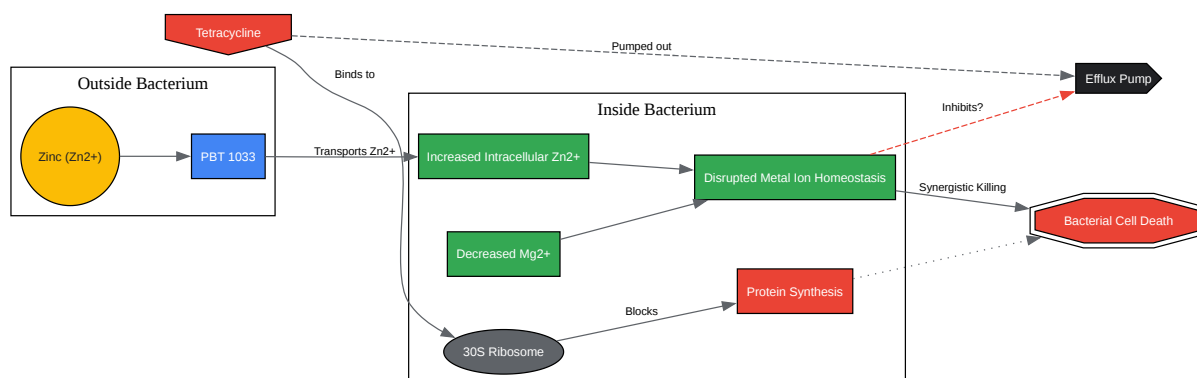 Tetracycline
Pumped out
Binds to
Efflux Pump
Outside Bacterium
Inside Bacterium
Inhibits?
Zinc (Zn2+)
PBT 1033
Transports Zn2+
Increased Intracellular Zn2+
Disrupted Metal Ion Homeostasis
Synergistic Killing
Bacterial Cell Death
Decreased Mg2+
Protein Synthesis
Blocks
30S Ribosome